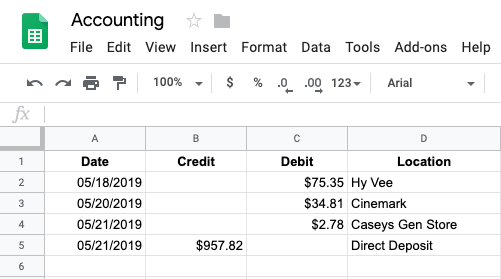 Accounting
File Edit View Insert Format Data Tools Add-ons Help
100% $ % .0 .00 123 Arial
fx
A B C D
1 Date Credit Debit Location
2 05/18/2019 $75.35 Hy Vee
3 05/20/2019 $34.81 Cinemark
4 05/21/2019 $2.78 Caseys Gen Store
5 05/21/2019 $957.82 Direct Deposit
6